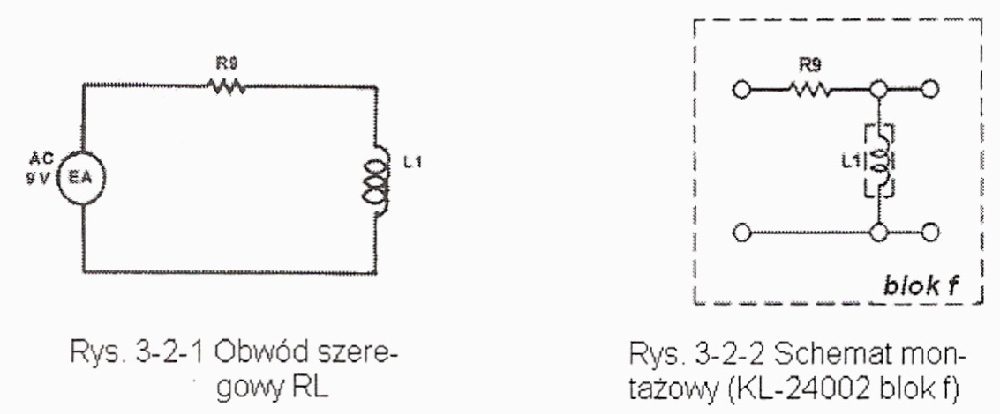 R9
AC
9 V
EA
L1
Rys. 3-2-1 Obwód szere-
gowy RL
R9
L1
blok f
Rys. 3-2-2 Schemat mon-
tażowy (KL-24002 blok f)